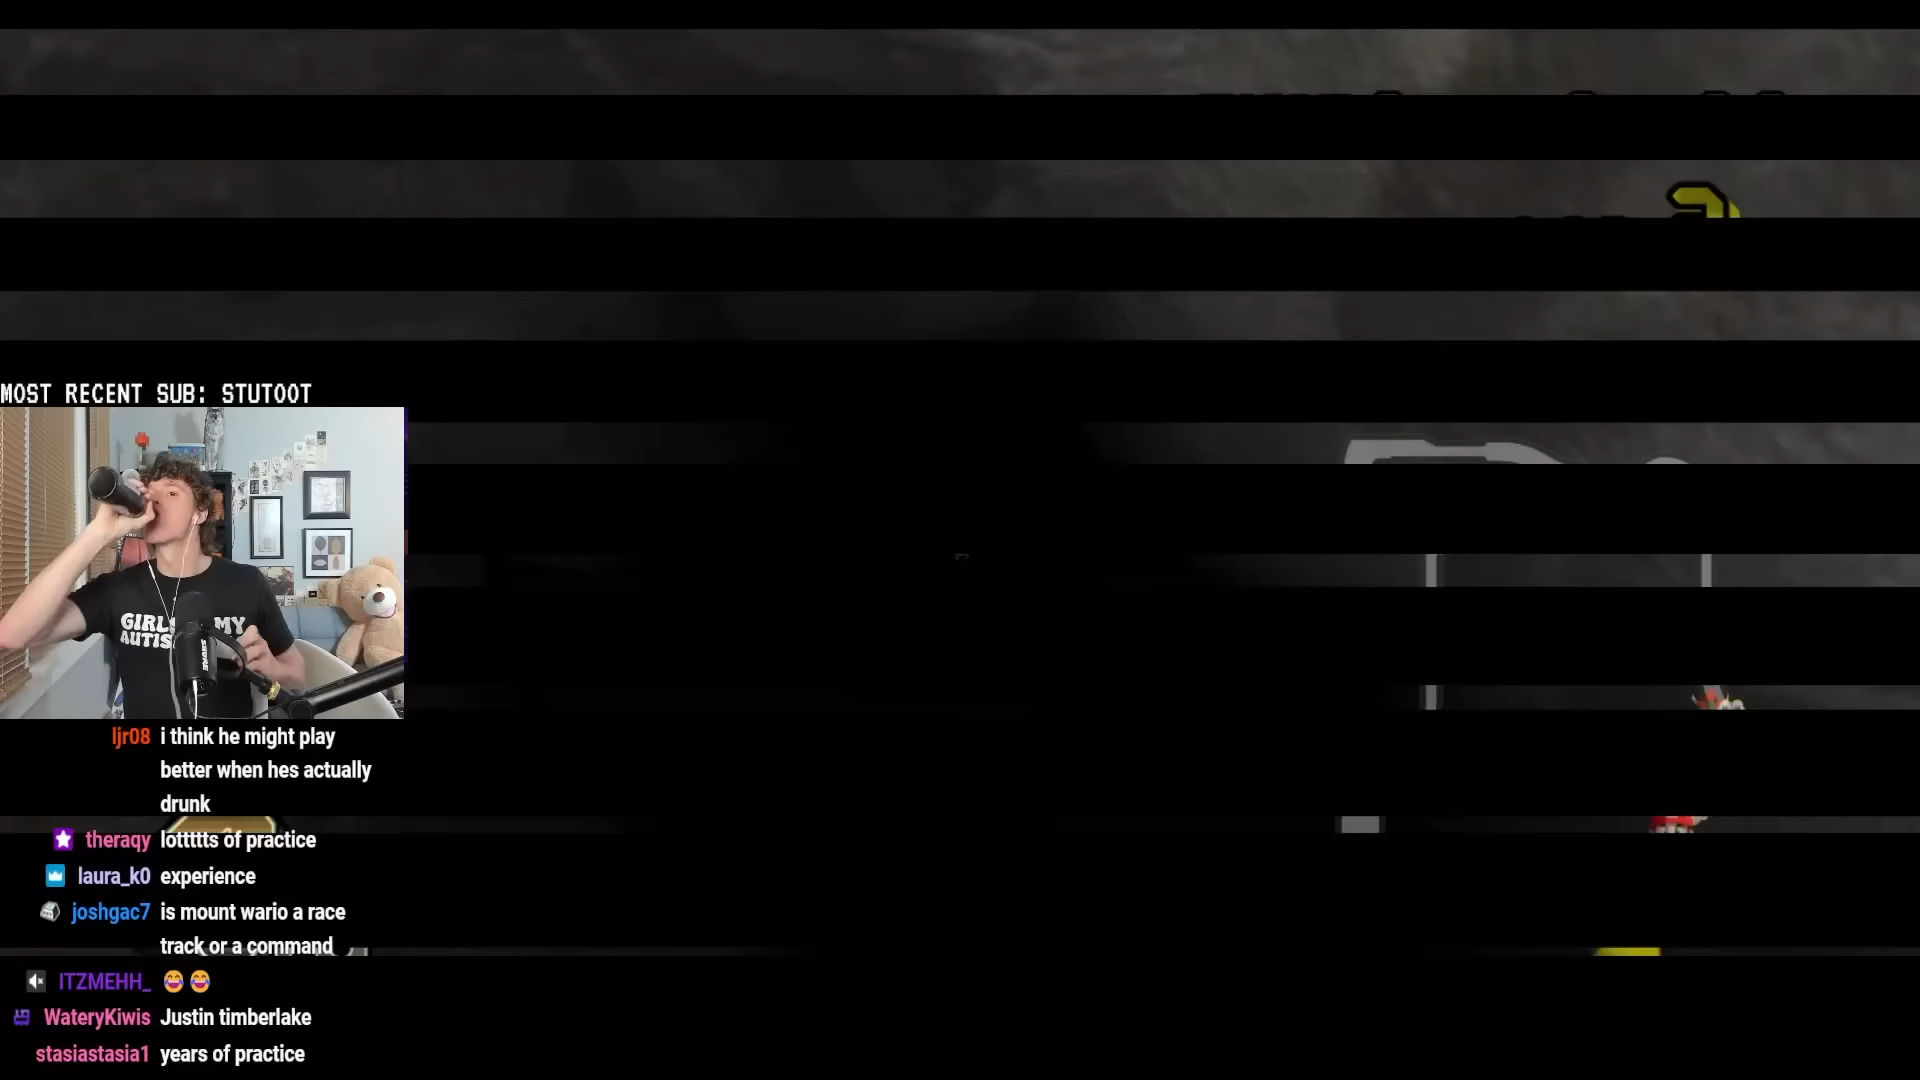 MOST RECENT SUB: STUTOOT
GIRLS MY
AUTIS
SHURE
ljr08 i think he might play
better when hes actually
drunk
theraqy lotttttts of practice
laura_k0 experience
joshgac7 is mount wario a race
track or a command
ITZMEHH_ 😂 😂
WateryKiwis Justin timberlake
stasiastasia1 years of practice